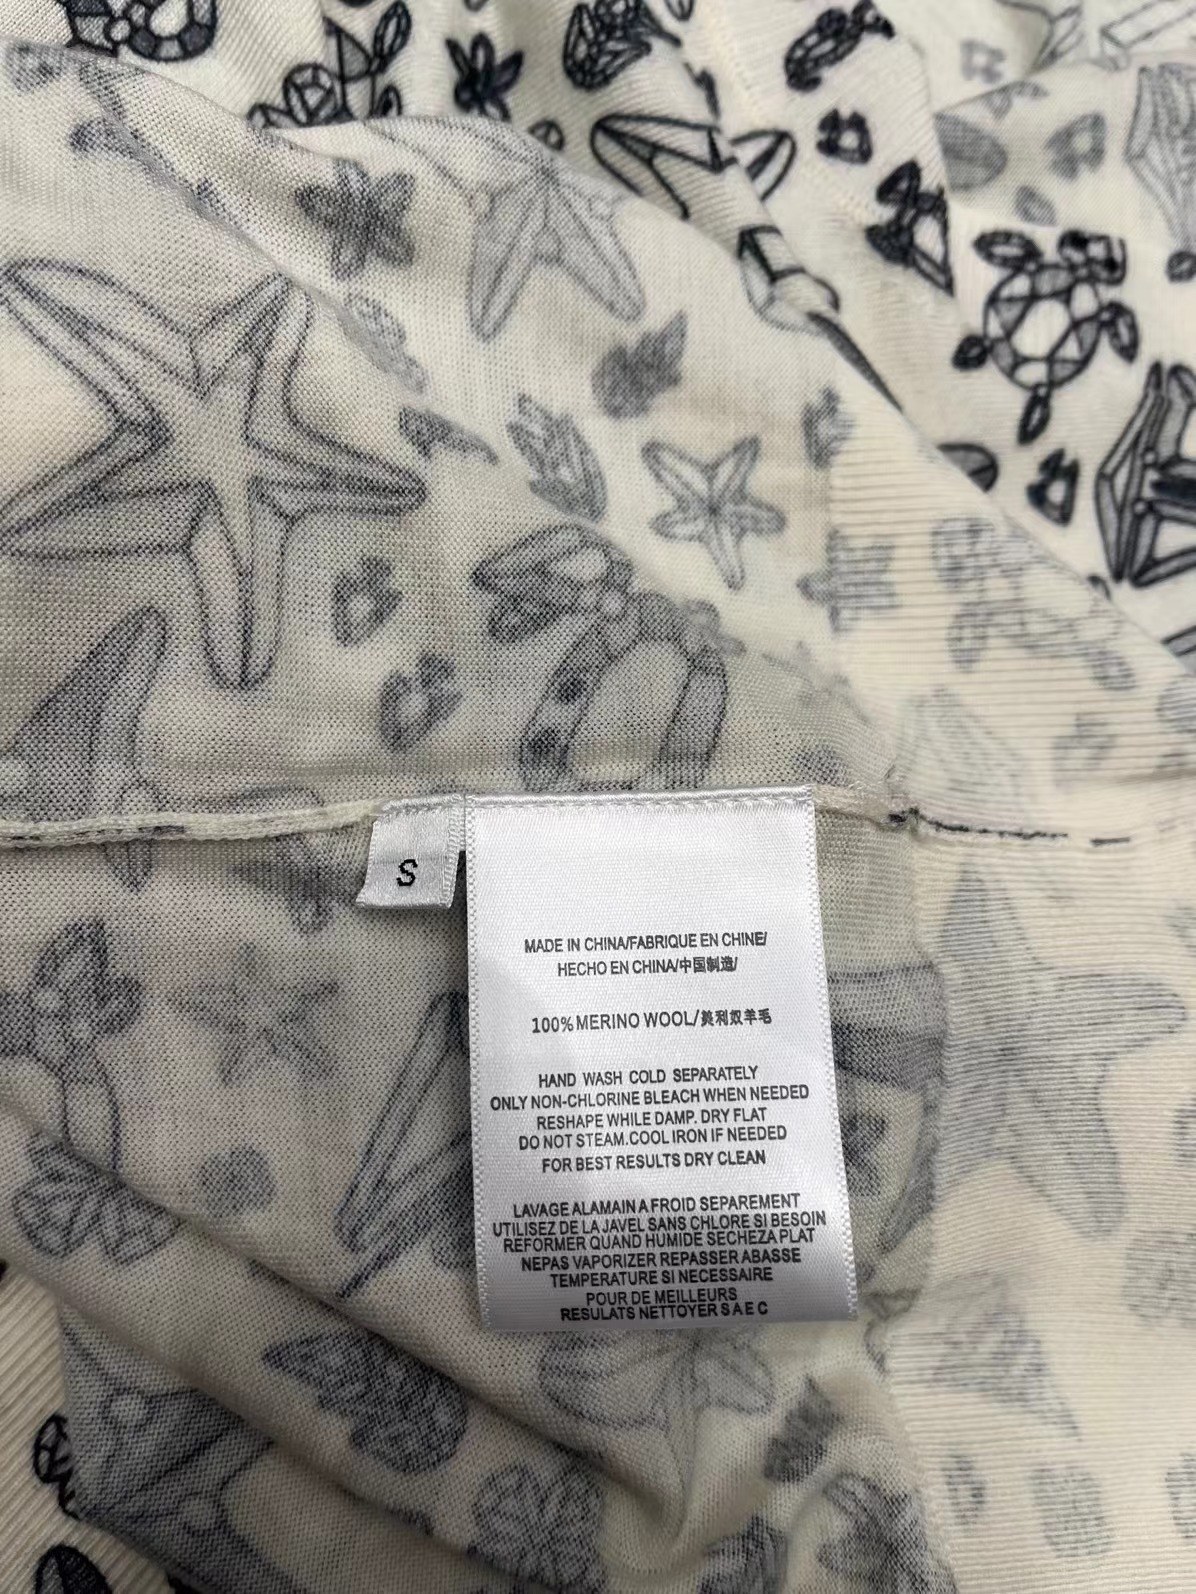 S
MADE IN CHINA/FABRIQUE EN CHINE/
HECHO EN CHINA/中国制造/
100% MERINO WOOL/美利奴羊毛
HAND WASH COLD SEPARATELY
ONLY NON-CHLORINE BLEACH WHEN NEEDED
RESHAPE WHILE DAMP. DRY FLAT
DO NOT STEAM.COOL IRON IF NEEDED
FOR BEST RESULTS DRY CLEAN
LAVAGE ALAMAIN A FROID SEPAREMENT
UTILISEZ DE LA JAVEL SANS CHLORE SI BESOIN
REFORMER QUAND HUMIDE SECHEZA PLAT
NEPAS VAPORIZER REPASSER ABASSE
TEMPERATURE SI NECESSAIRE
POUR DE MEILLEURS
RESULATS NETTOYER S A E C